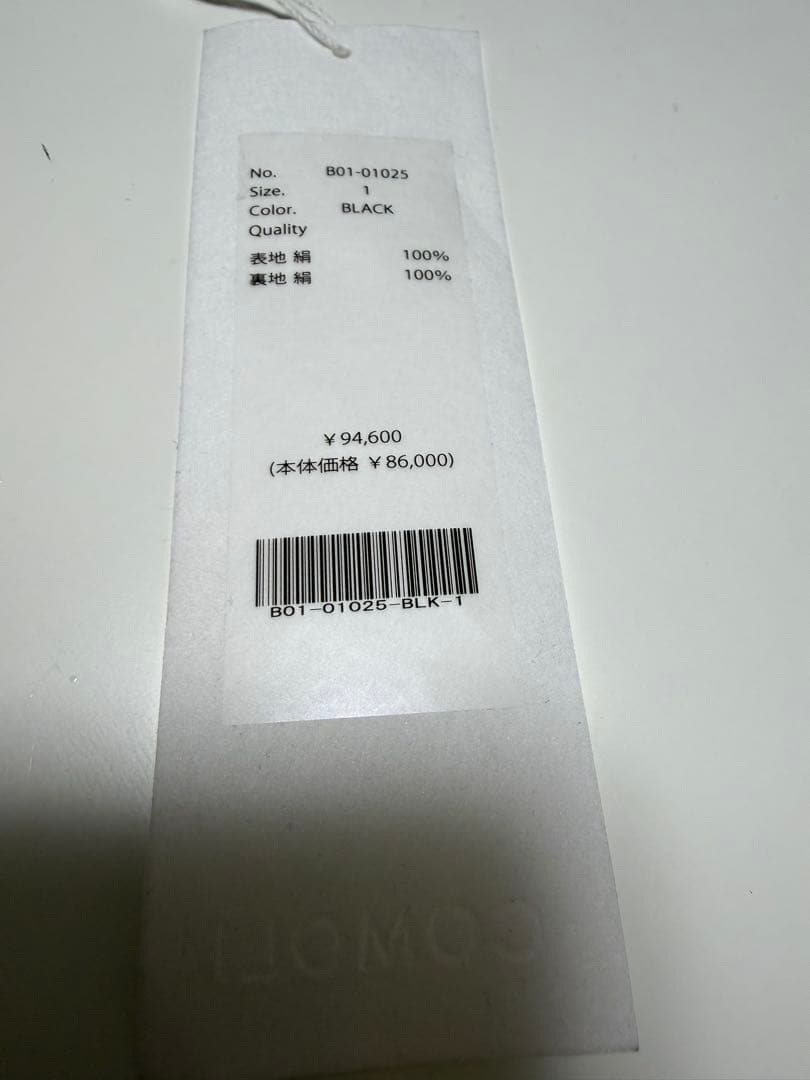 No. B01-01025
Size. 1
Color. BLACK
Quality
表地 絹 100%
裏地 絹 100%
￥94,600
(本体価格 ￥86,000)
B01-01025-BLK-1
COMOLI